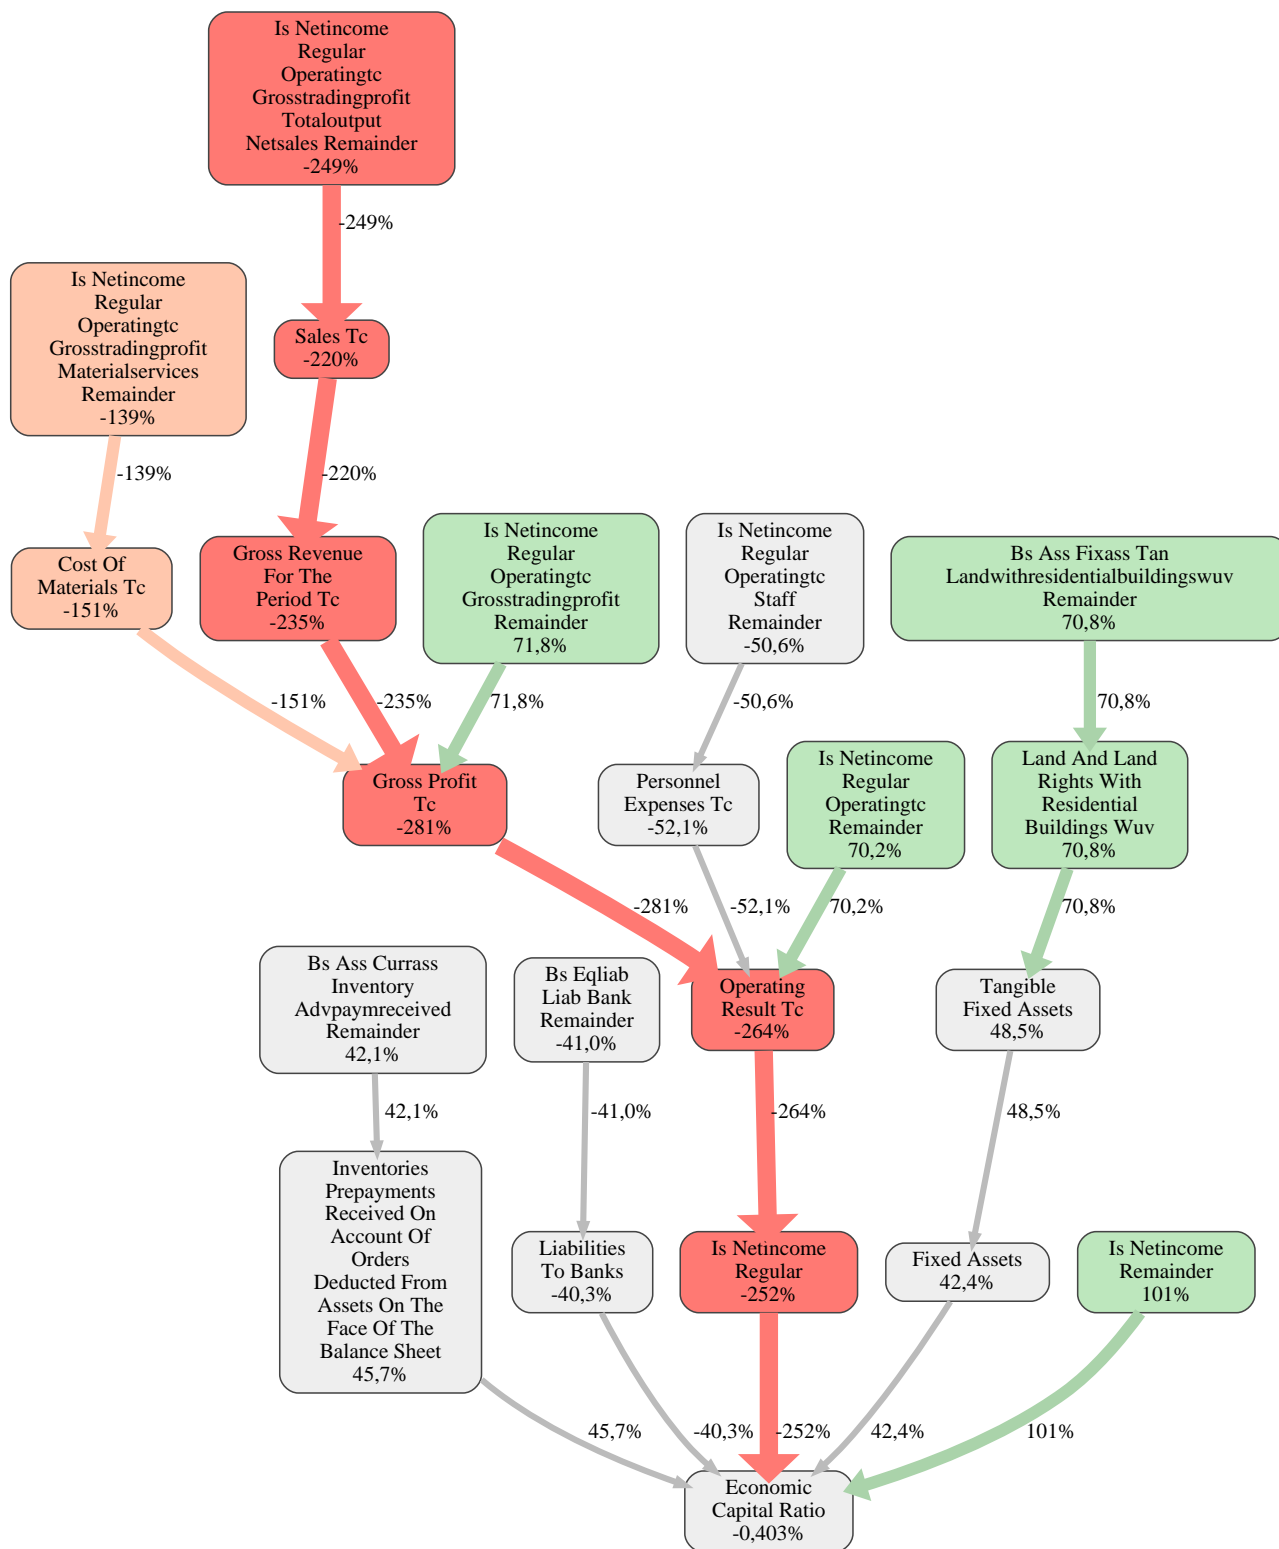 Is Netincome
Regular
Operatingtc
Grosstradingprofit
Totaloutput
Netsales Remainder
-249%
-249%
Is Netincome
Regular
Operatingtc
Grosstradingprofit
Materialservices
Remainder
-139%
Sales Tc
-220%
-139%
-220%
Cost Of
Materials Tc
-151%
Gross Revenue
For The
Period Tc
-235%
Is Netincome
Regular
Operatingtc
Grosstradingprofit
Remainder
71,8%
Is Netincome
Regular
Operatingtc
Staff
Remainder
-50,6%
Bs Ass Fixass Tan
Landwithresidentialbuildingswuv
Remainder
70,8%
-151%
-235%
71,8%
-50,6%
70,8%
Gross Profit
Tc
-281%
Personnel
Expenses Tc
-52,1%
Is Netincome
Regular
Operatingtc
Remainder
70,2%
Land And Land
Rights With
Residential
Buildings Wuv
70,8%
-281%
-52,1%
70,2%
70,8%
Bs Ass Currass
Inventory
Advpaymreceived
Remainder
42,1%
Bs Eqliab
Liab Bank
Remainder
-41,0%
Operating
Result Tc
-264%
Tangible
Fixed Assets
48,5%
42,1%
-41,0%
-264%
48,5%
Inventories
Prepayments
Received On
Account Of
Orders
Deducted From
Assets On The
Face Of The
Balance Sheet
45,7%
Liabilities
To Banks
-40,3%
Is Netincome
Regular
-252%
Fixed Assets
42,4%
Is Netincome
Remainder
101%
45,7%
-40,3%
-252%
42,4%
101%
Economic
Capital Ratio
-0,403%